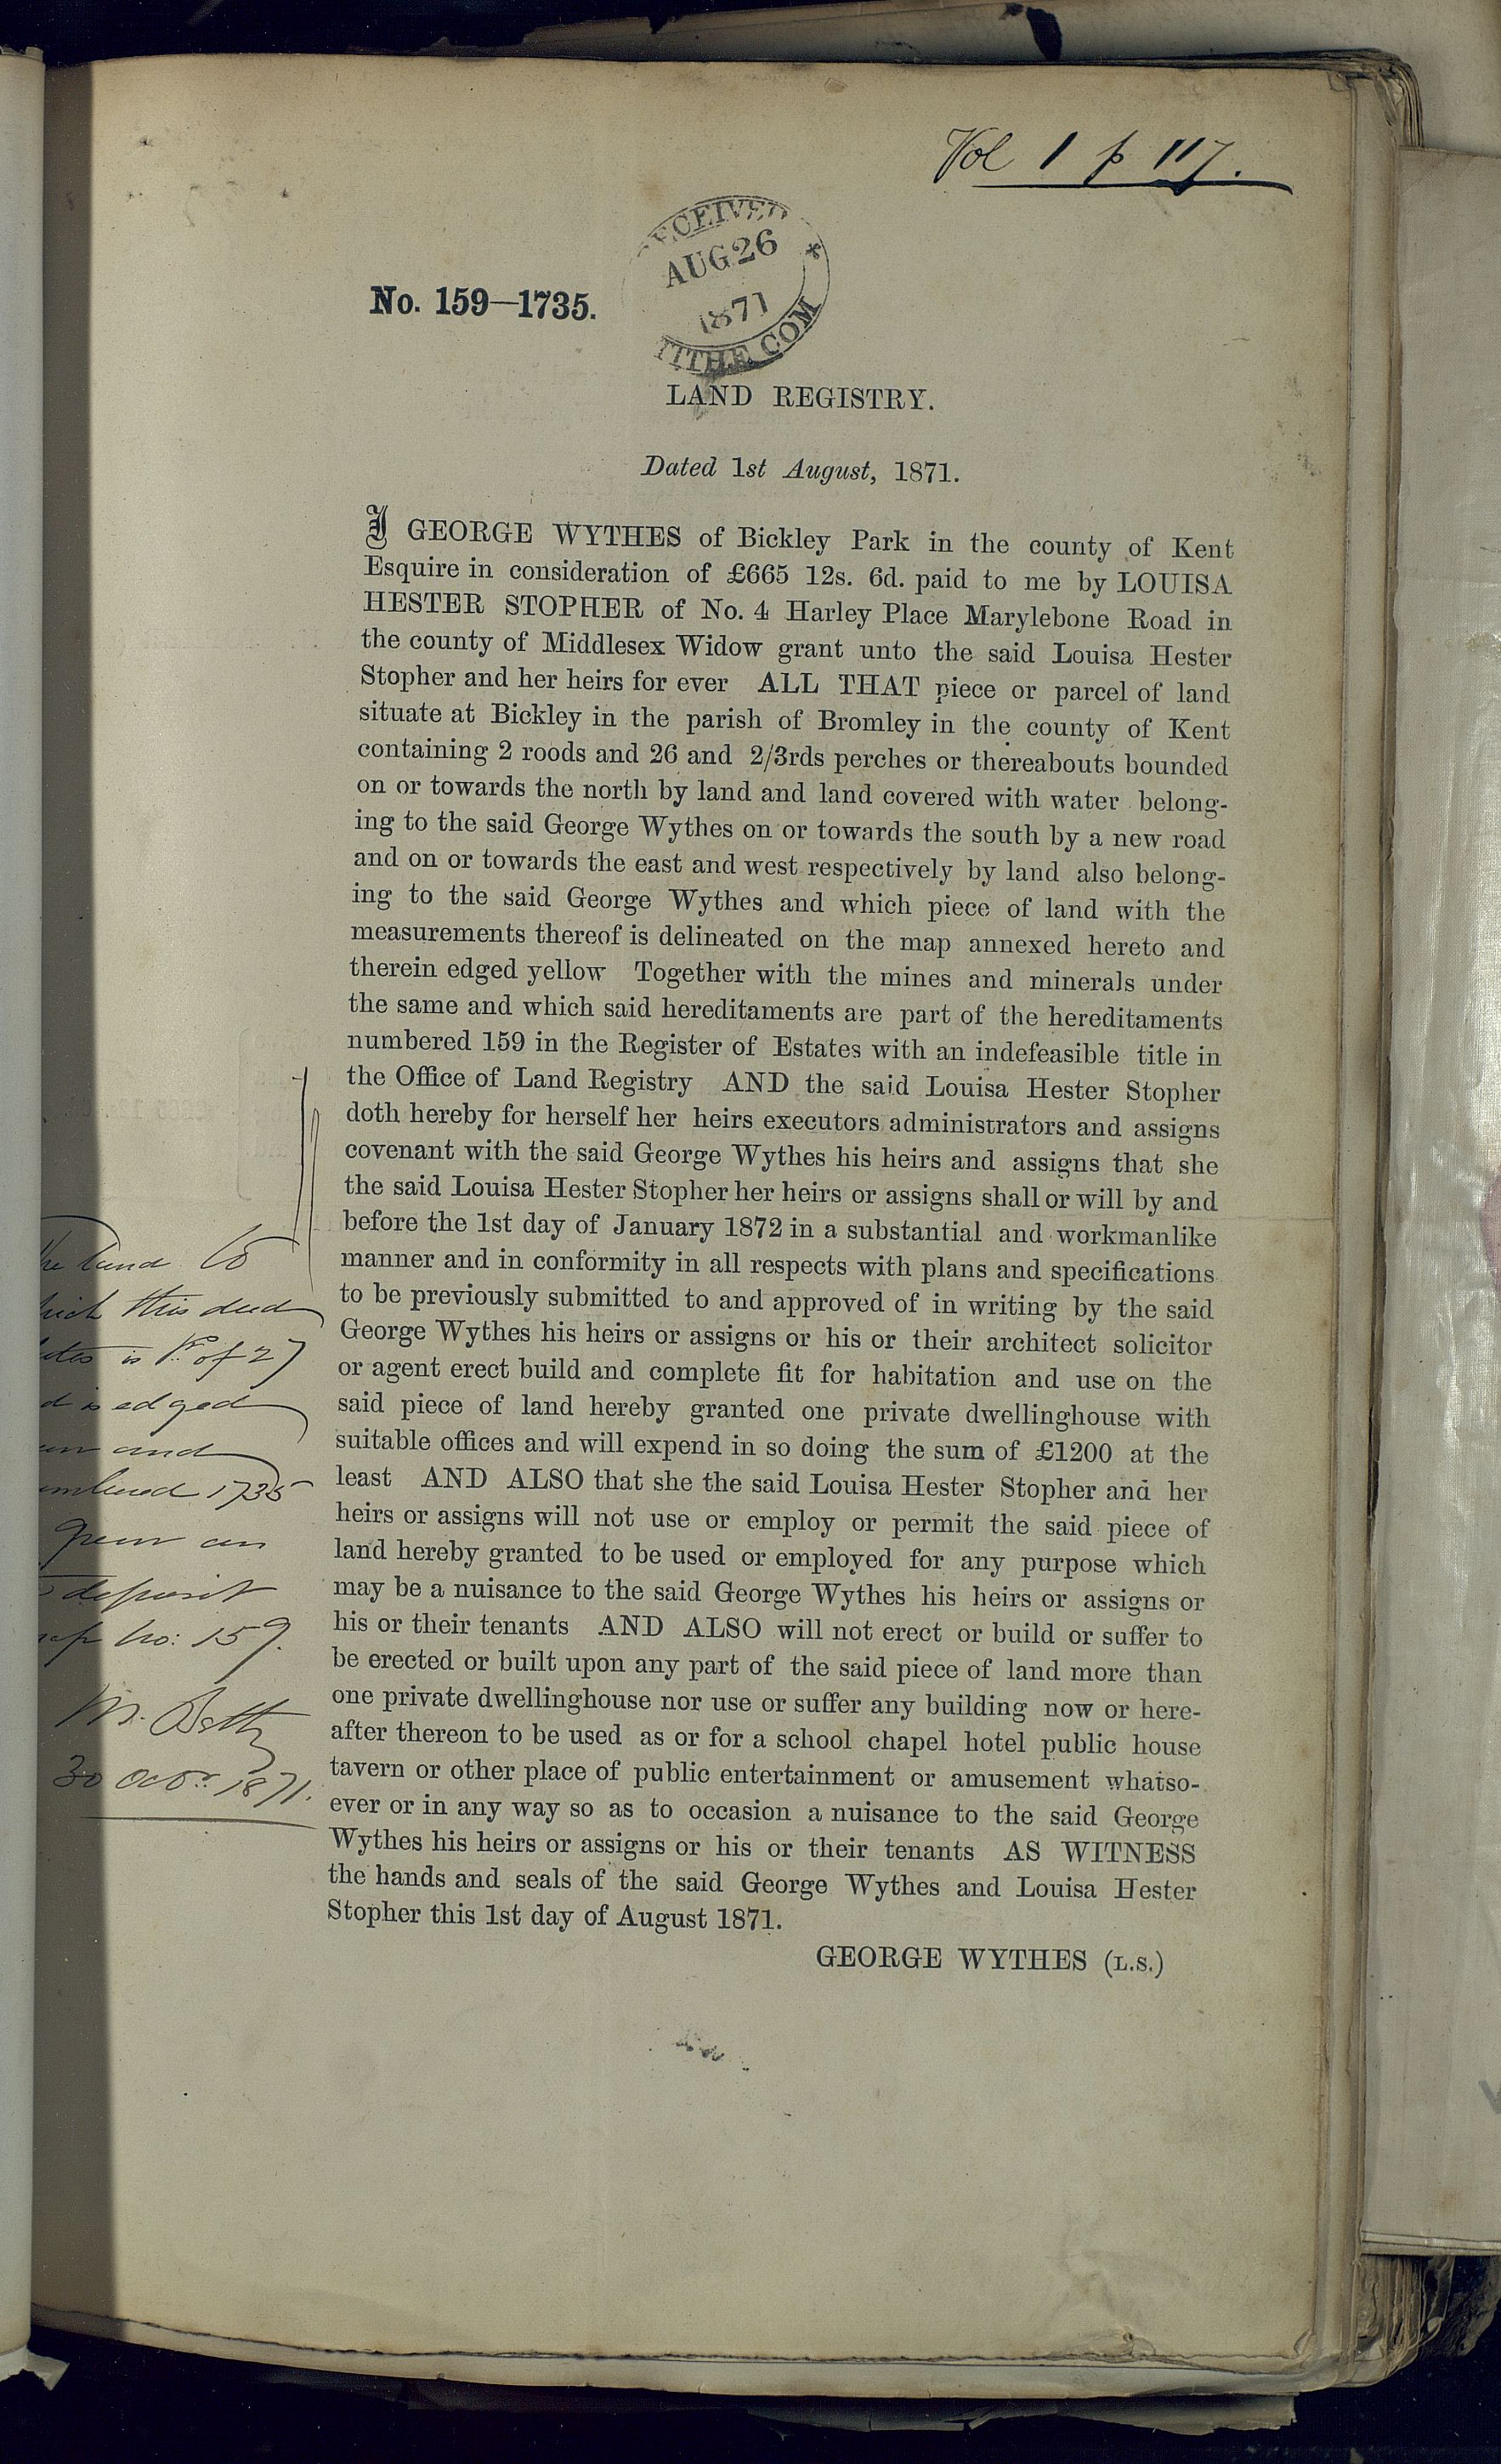 Vol 1 p 117.
RECEIVED
AUG 26
1871
TITHE COM
No. 159—1735.
LAND REGISTRY.
Dated 1st August, 1871.
I GEORGE WYTHES of Bickley Park in the county of Kent
Esquire in consideration of £665 12s. 6d. paid to me by LOUISA
HESTER STOPHER of No. 4 Harley Place Marylebone Road in
the county of Middlesex Widow grant unto the said Louisa Hester
Stopher and her heirs for ever ALL THAT piece or parcel of land
situate at Bickley in the parish of Bromley in the county of Kent
containing 2 roods and 26 and 2/3rds perches or thereabouts bounded
on or towards the north by land and land covered with water belong-
ing to the said George Wythes on or towards the south by a new road
and on or towards the east and west respectively by land also belong-
ing to the said George Wythes and which piece of land with the
measurements thereof is delineated on the map annexed hereto and
therein edged yellow Together with the mines and minerals under
the same and which said hereditaments are part of the hereditaments
numbered 159 in the Register of Estates with an indefeasible title in
the Office of Land Registry AND the said Louisa Hester Stopher
doth hereby for herself her heirs executors administrators and assigns
covenant with the said George Wythes his heirs and assigns that she
the said Louisa Hester Stopher her heirs or assigns shall or will by and
before the 1st day of January 1872 in a substantial and workmanlike
manner and in conformity in all respects with plans and specifications
to be previously submitted to and approved of in writing by the said
George Wythes his heirs or assigns or his or their architect solicitor
or agent erect build and complete fit for habitation and use on the
said piece of land hereby granted one private dwellinghouse with
suitable offices and will expend in so doing the sum of £1200 at the
least AND ALSO that she the said Louisa Hester Stopher and her
heirs or assigns will not use or employ or permit the said piece of
land hereby granted to be used or employed for any purpose which
may be a nuisance to the said George Wythes his heirs or assigns or
his or their tenants AND ALSO will not erect or build or suffer to
be erected or built upon any part of the said piece of land more than
one private dwellinghouse nor use or suffer any building now or here-
after thereon to be used as or for a school chapel hotel public house
tavern or other place of public entertainment or amusement whatso-
ever or in any way so as to occasion a nuisance to the said George
Wythes his heirs or assigns or his or their tenants AS WITNESS
the hands and seals of the said George Wythes and Louisa Hester
Stopher this 1st day of August 1871.
GEORGE WYTHES (L.S.)
land to
this deed
is Pt of 27
is edged
and
1735
deposit
No: 159.
30 Octr. 1871.